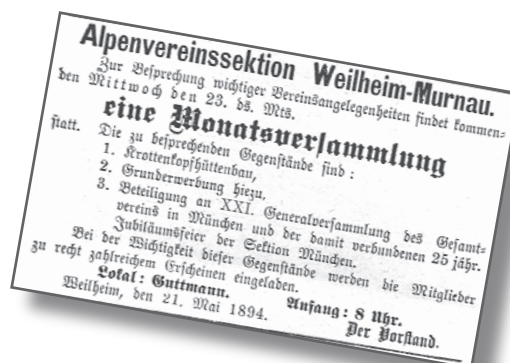 Alpenvereinssektion Weilheim-Murnau.
Zur Besprechung wichtiger Vereinsangelegenheiten findet kommen-
den Mittwoch den 23. ds. Mts.
eine Monatsversammlung
statt. Die zu besprechenden Gegenstände sind:
1. Krottenkopfhüttenbau,
2. Grunderwerbung hiezu,
3. Beteiligung an XXI. Generalversammlung des Gesamt-
vereins in München und der damit verbundenen 25 jähr.
Jubiläumsfeier der Sektion München.
Bei der Wichtigkeit dieser Gegenstände werden die Mitglieder
zu recht zahlreichem Erscheinen eingeladen.
Lokal: Guttmann. Anfang: 8 Uhr.
Weilheim, den 21. Mai 1894. Der Vorstand.